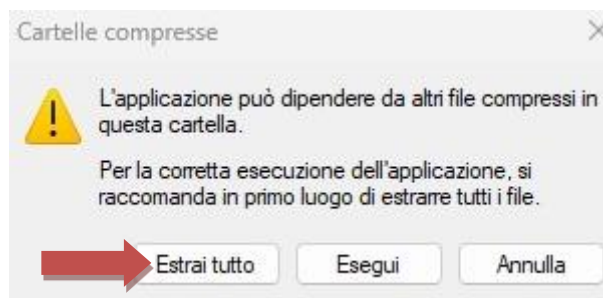 Cartelle compresse
L'applicazione può dipendere da altri file compressi in
questa cartella.
Per la corretta esecuzione dell'applicazione, si
raccomanda in primo luogo di estrarre tutti i file.
Estrai tutto Esegui Annulla